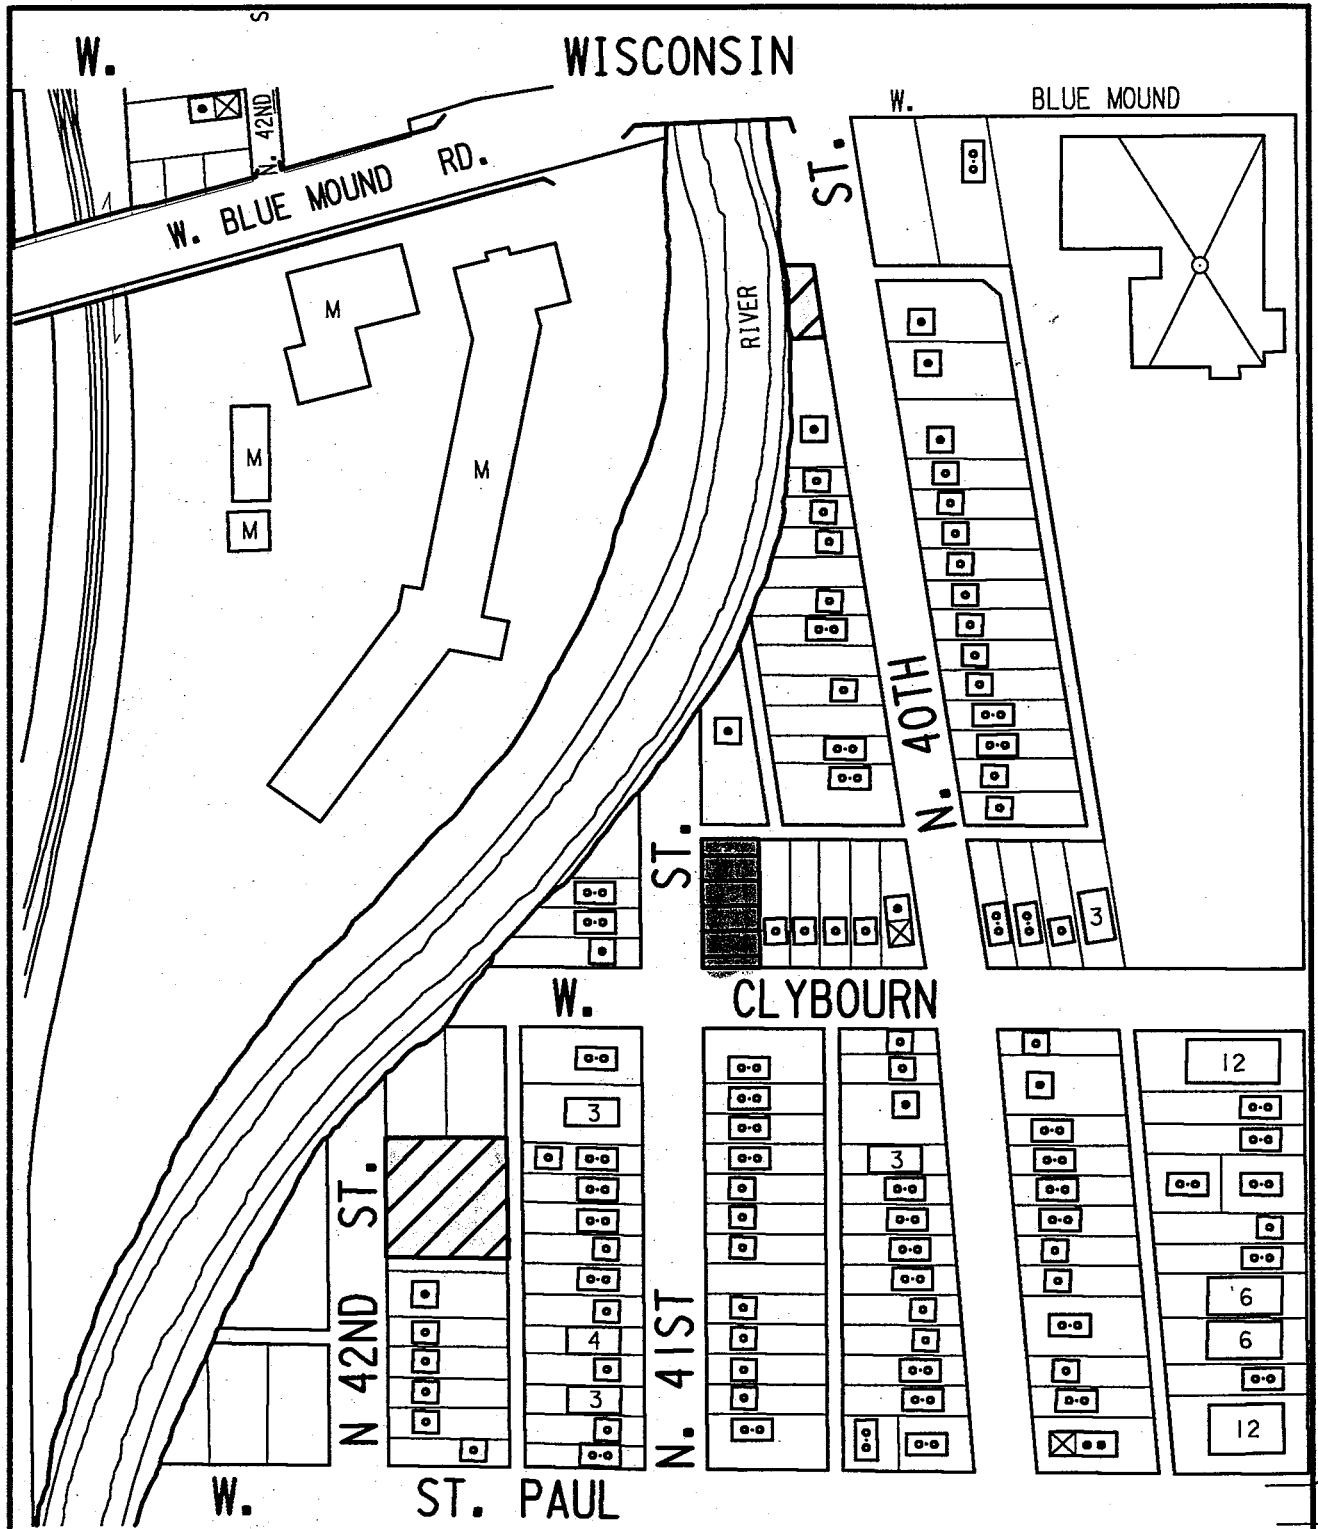 S
W. WISCONSIN
W. BLUE MOUND
N. 42ND
W. BLUE MOUND RD.
ST.
RIVER
M
M
M
M
N. 40TH
ST.
3
W. CLYBOURN
12
3
3
ST.
6
4
6
3
12
N 42ND
N. 41ST
W. ST. PAUL